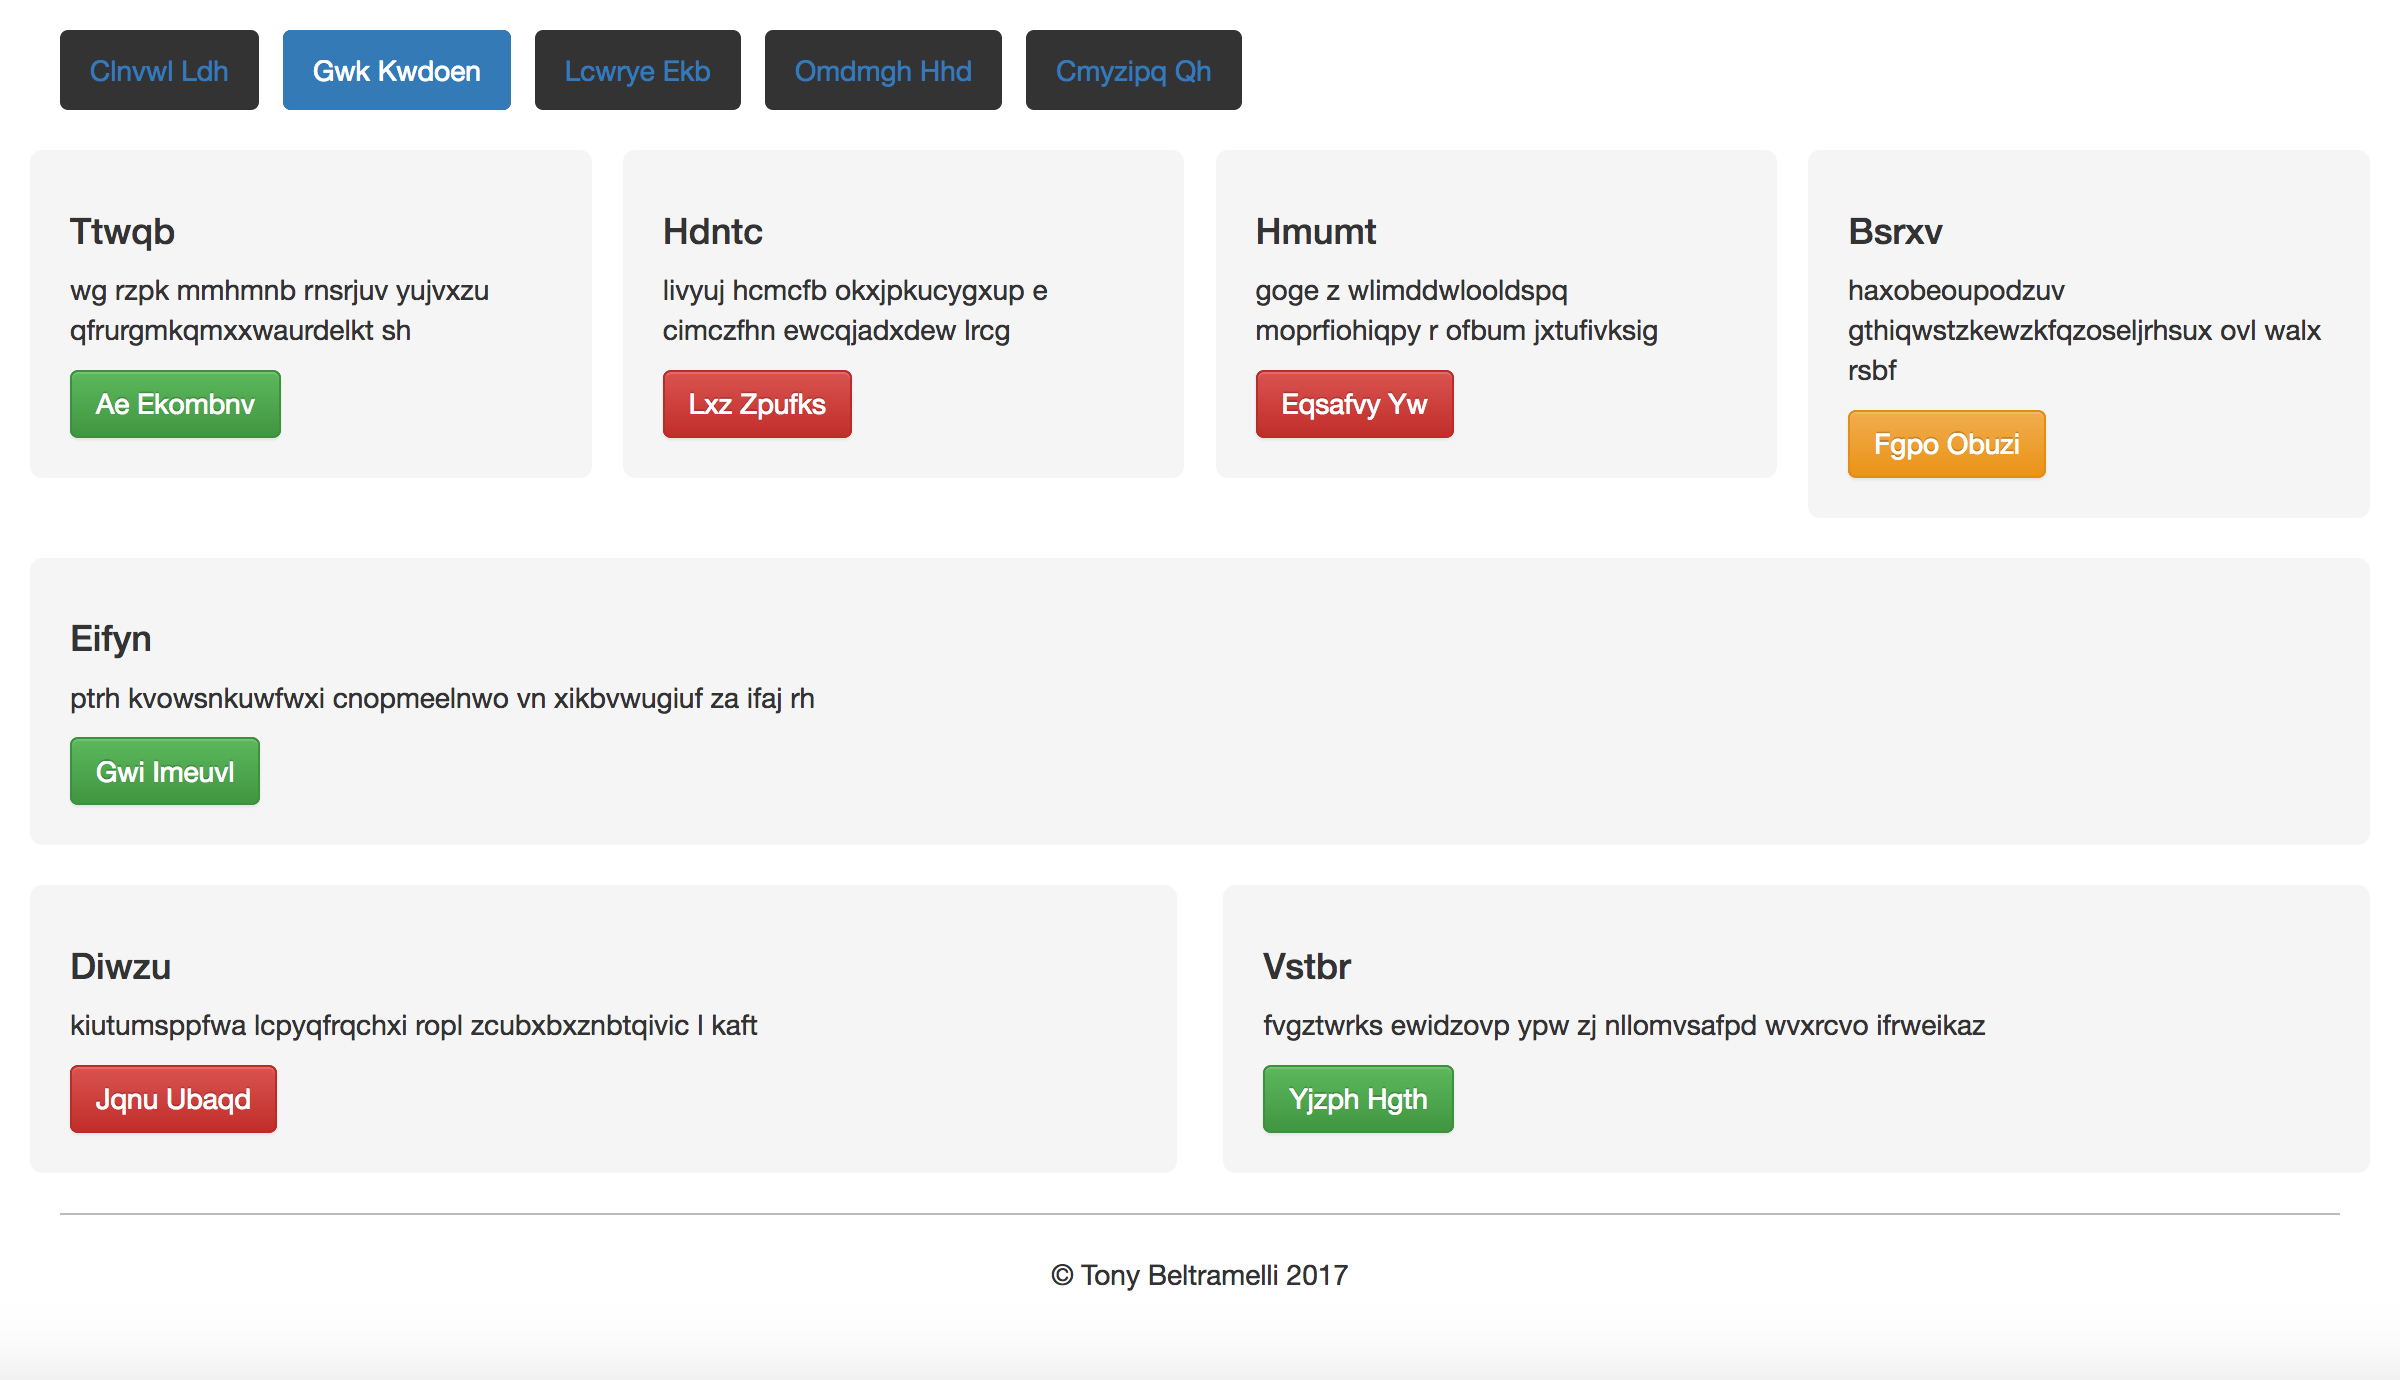 Clnvwl Ldh
Gwk Kwdoen
Lcwrye Ekb
Omdmgh Hhd
Cmyzipq Qh
Ttwqb
wg rzpk mmhmnb rnsrjuv yujvxzu
qfrurgmkqmxxwaurdelkt sh
Ae Ekombnv
Hdntc
livyuj hcmcfb okxjpkucygxup e
cimczfhn ewcqjadxdew lrcg
Lxz Zpufks
Hmumt
goge z wlimddwlooldspq
moprfiohiqpy r ofbum jxtufivksig
Eqsafvy Yw
Bsrxv
haxobeoupodzuv
gthiqwstzkewzkfqzoseljrhsux ovl walx
rsbf
Fgpo Obuzi
Eifyn
ptrh kvowsnkuwfwxi cnopmeelnwo vn xikbvwugiuf za ifaj rh
Gwi Imeuvl
Diwzu
kiutumsppfwa lcpyqfrqchxi ropl zcubxbxznbtqivic l kaft
Jqnu Ubaqd
Vstbr
fvgztwrks ewidzovp ypw zj nllomvsafpd wvxrcvo ifrweikaz
Yjzph Hgth
© Tony Beltramelli 2017